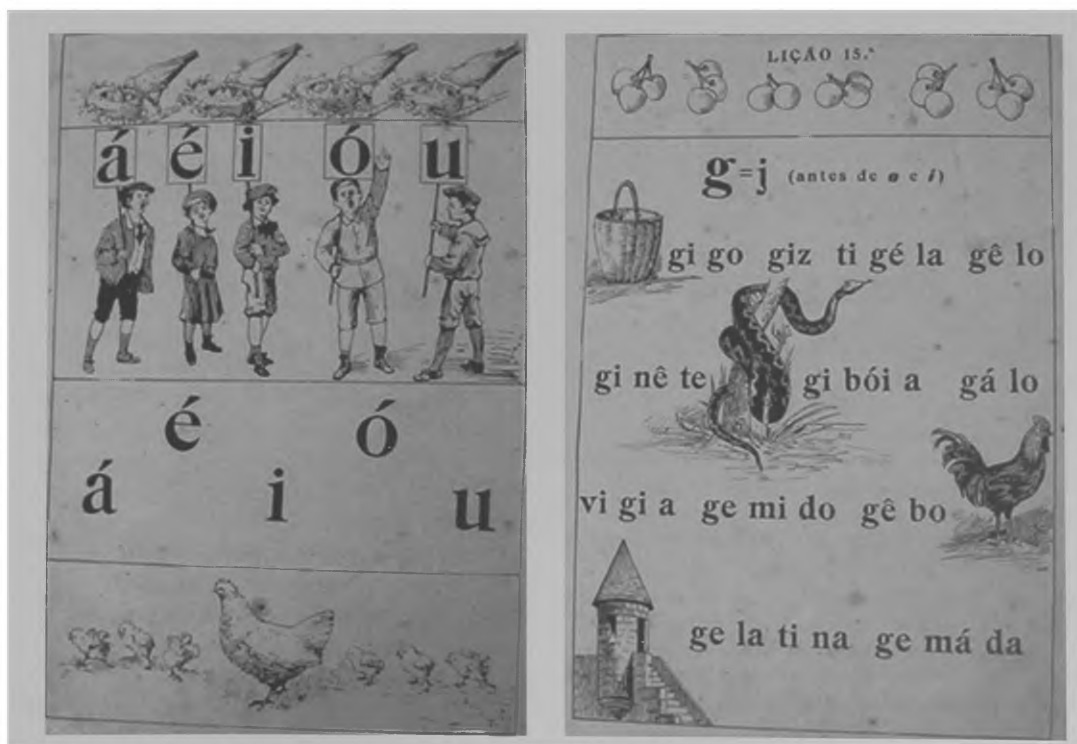 á é i ó u
é ó
á i u
LIÇÃO 15.ª
g=j (antes de e e i)
gi go giz ti gé la gê lo
gi nê te gi bói a gá lo
vi gi a ge mi do gê bo
ge la ti na ge má da